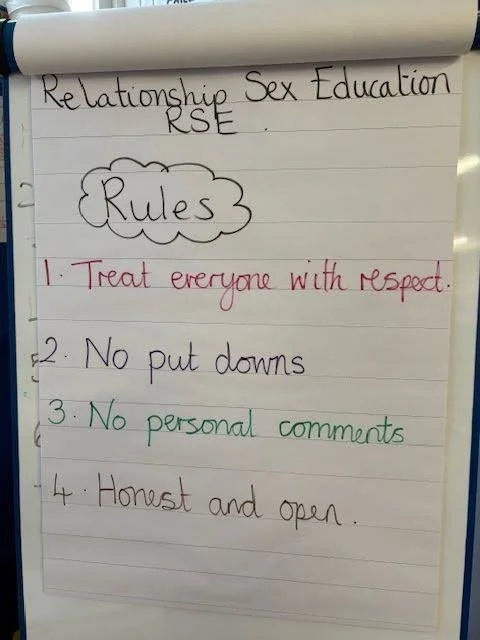 Relationship Sex Education
RSE .
Rules
1. Treat everyone with respect.
2. No put downs
3. No personal comments
4. Honest and open.